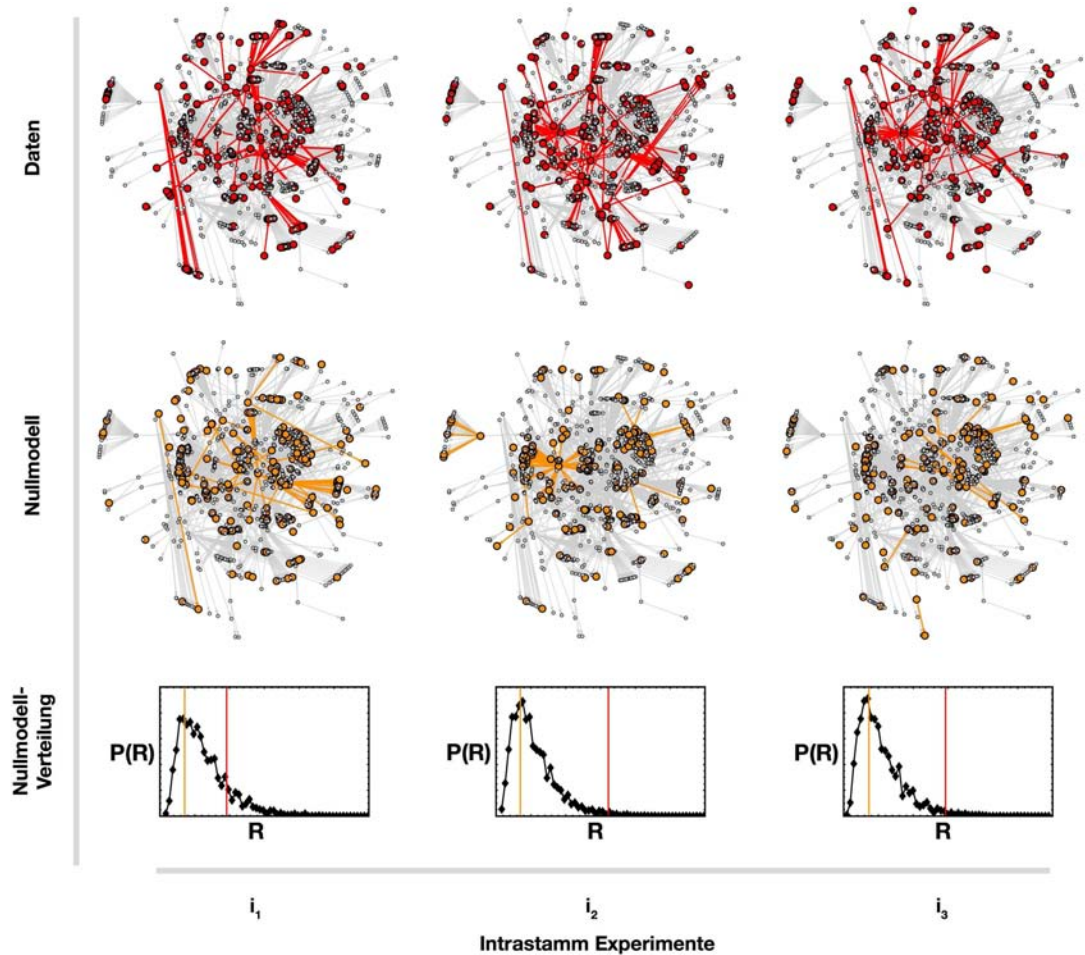 Daten
Nullmodell
Nullmodell-
Verteilung
P(R)
R
P(R)
R
P(R)
R
i1
i2
i3
Intrastamm Experimente